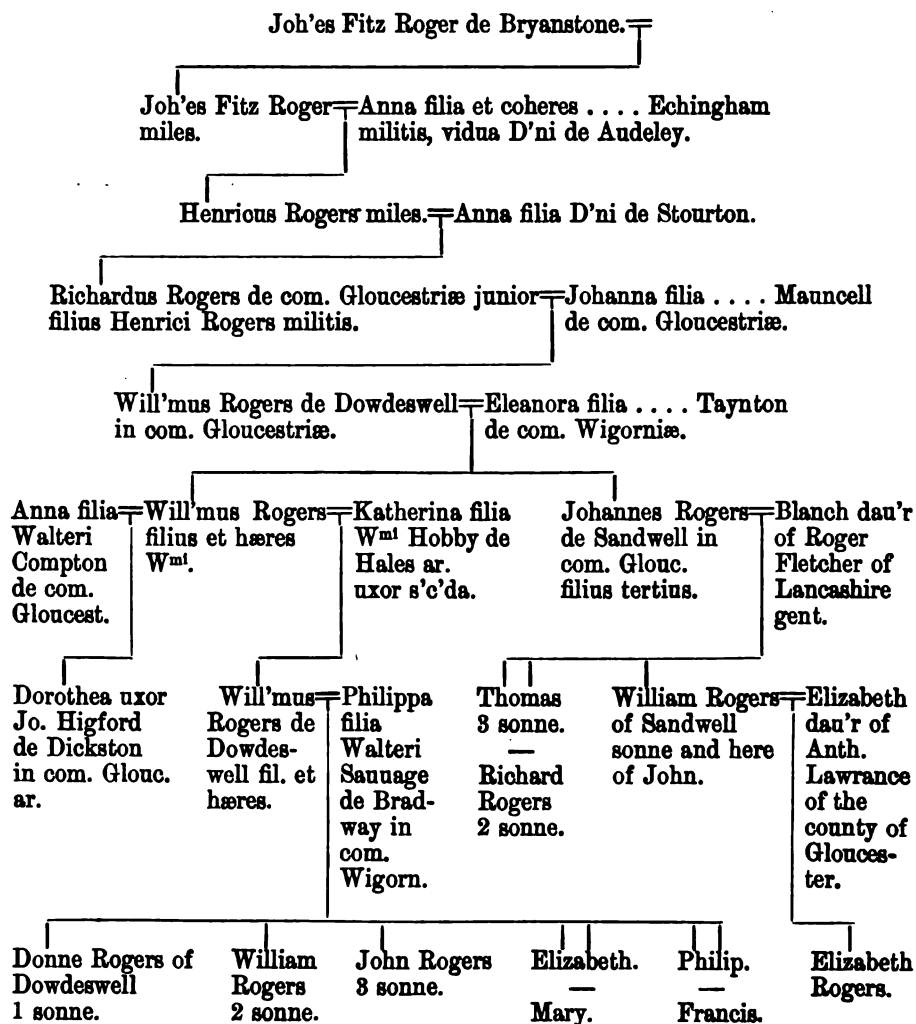 Joh'es Fitz Roger de Bryanstone.
Joh'es Fitz Roger
miles.
Anna filia et coheres . . . . Echingham
militis, vidua D'ni de Audeley.
Henricus Rogers miles.
Anna filia D'ni de Stourton.
Richardus Rogers de com. Gloucestriæ junior
filius Henrici Rogers militis.
Johanna filia . . . . Mauncell
de com. Gloucestriæ.
Will'mus Rogers de Dowdeswell
in com. Gloucestriæ.
Eleanora filia . . . . Taynton
de com. Wigorniæ.
Anna filia
Walteri
Compton
de com.
Gloucest.
Will'mus Rogers
filius et hæres
Wᵐⁱ.
Katherina filia
Wᵐⁱ Hobby de
Hales ar.
uxor s'c'da.
Johannes Rogers
de Sandwell in
com. Glouc.
filius tertius.
Blanch dau'r
of Roger
Fletcher of
Lancashire
gent.
Dorothea uxor
Jo. Higford
de Dickston
in com. Glouc.
ar.
Will'mus
Rogers de
Dowdes-
well fil. et
hæres.
Philippa
filia
Walteri
Sauuage
de Brad-
way in
com.
Wigorn.
Thomas
3 sonne.
—
Richard
Rogers
2 sonne.
William Rogers
of Sandwell
sonne and here
of John.
Elizabeth
dau'r of
Anth.
Lawrance
of the
county of
Glouces-
ter.
Donne Rogers of
Dowdeswell
1 sonne.
William
Rogers
2 sonne.
John Rogers
3 sonne.
Elizabeth.
—
Mary.
Philip.
—
Francis.
Elizabeth
Rogers.